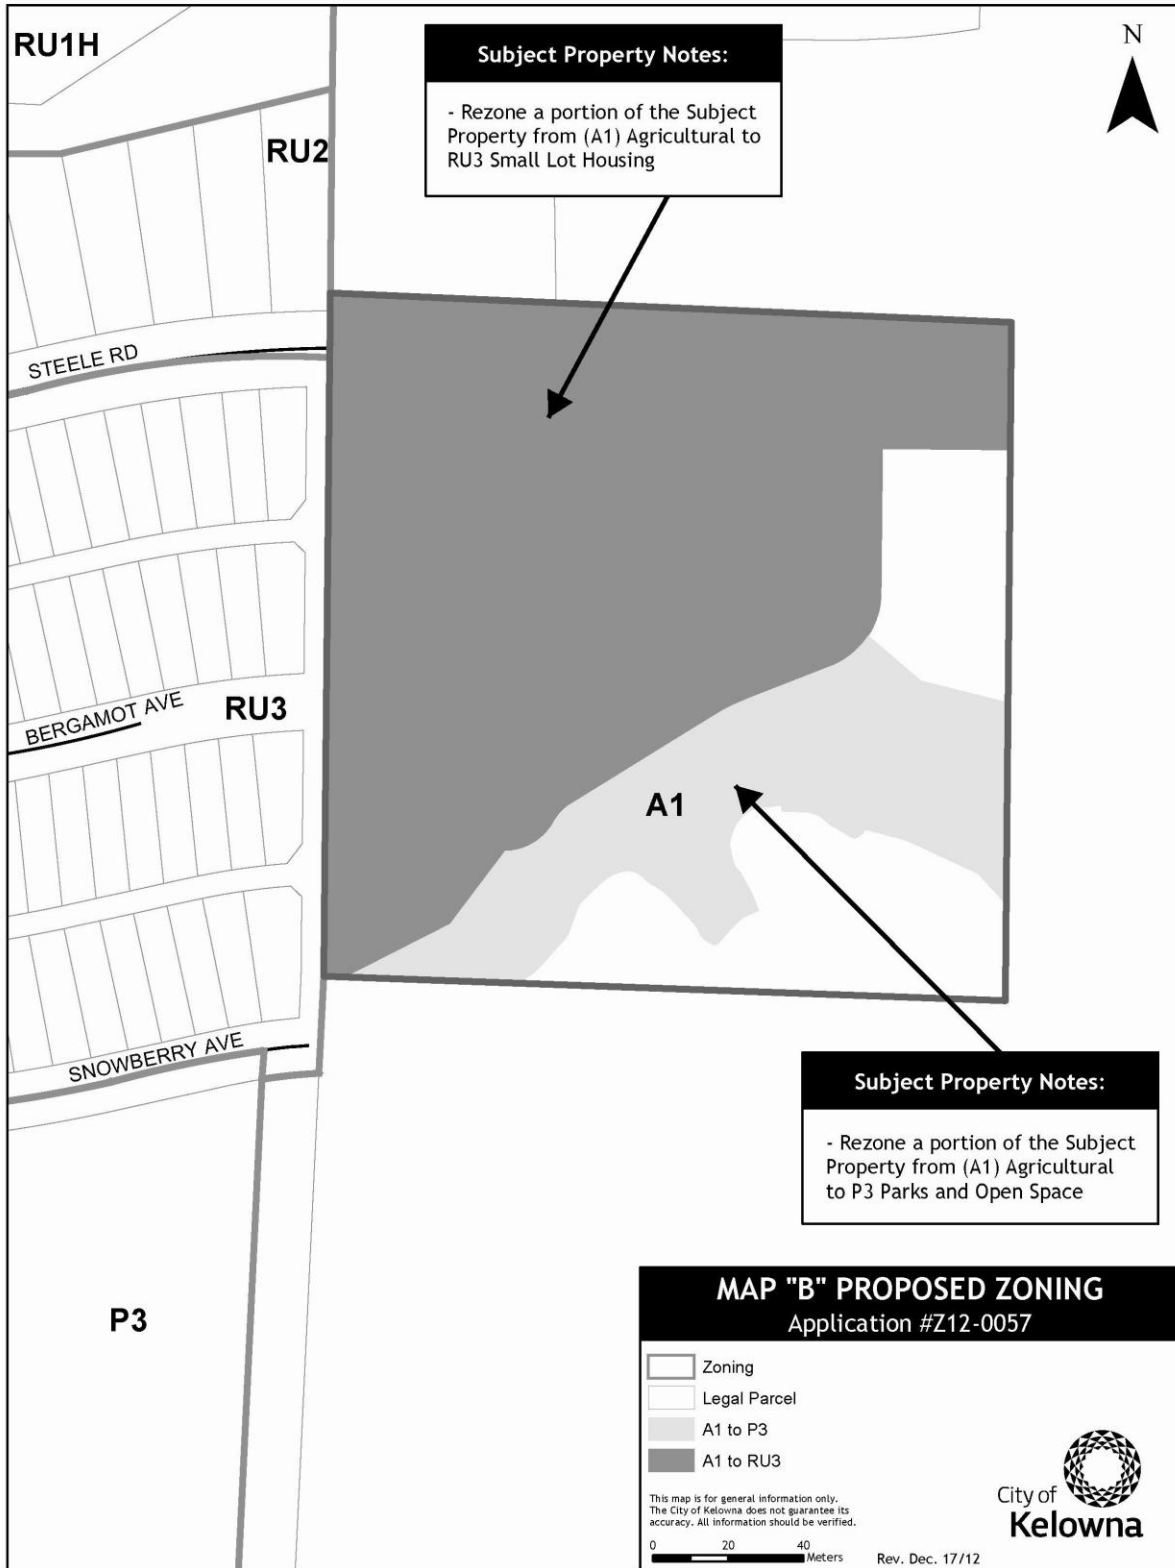 RU1H
Subject Property Notes:
- Rezone a portion of the Subject
Property from (A1) Agricultural to
RU3 Small Lot Housing
N
RU2
STEELE RD
BERGAMOT AVE
RU3
A1
SNOWBERRY AVE
Subject Property Notes:
- Rezone a portion of the Subject
Property from (A1) Agricultural
to P3 Parks and Open Space
P3
MAP "B" PROPOSED ZONING
Application #Z12-0057
Zoning
Legal Parcel
A1 to P3
A1 to RU3
This map is for general information only.
The City of Kelowna does not guarantee its
accuracy. All information should be verified.
0 20 40
Meters
Rev. Dec. 17/12
City of
Kelowna